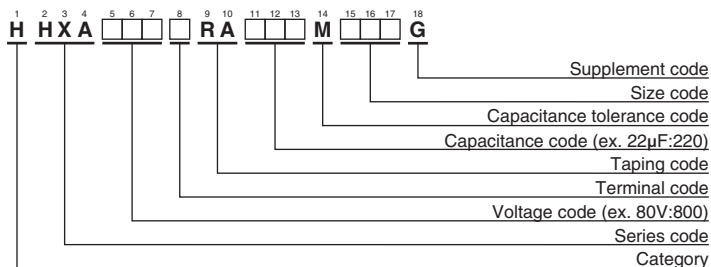 1 2 3 4 5 6 7 8 9 10 11 12 13 14 15 16 17 18
H HXA □□□ □ RA □□□ M □□□ G
Supplement code
Size code
Capacitance tolerance code
Capacitance code (ex. 22µF:220)
Taping code
Terminal code
Voltage code (ex. 80V:800)
Series code
Category